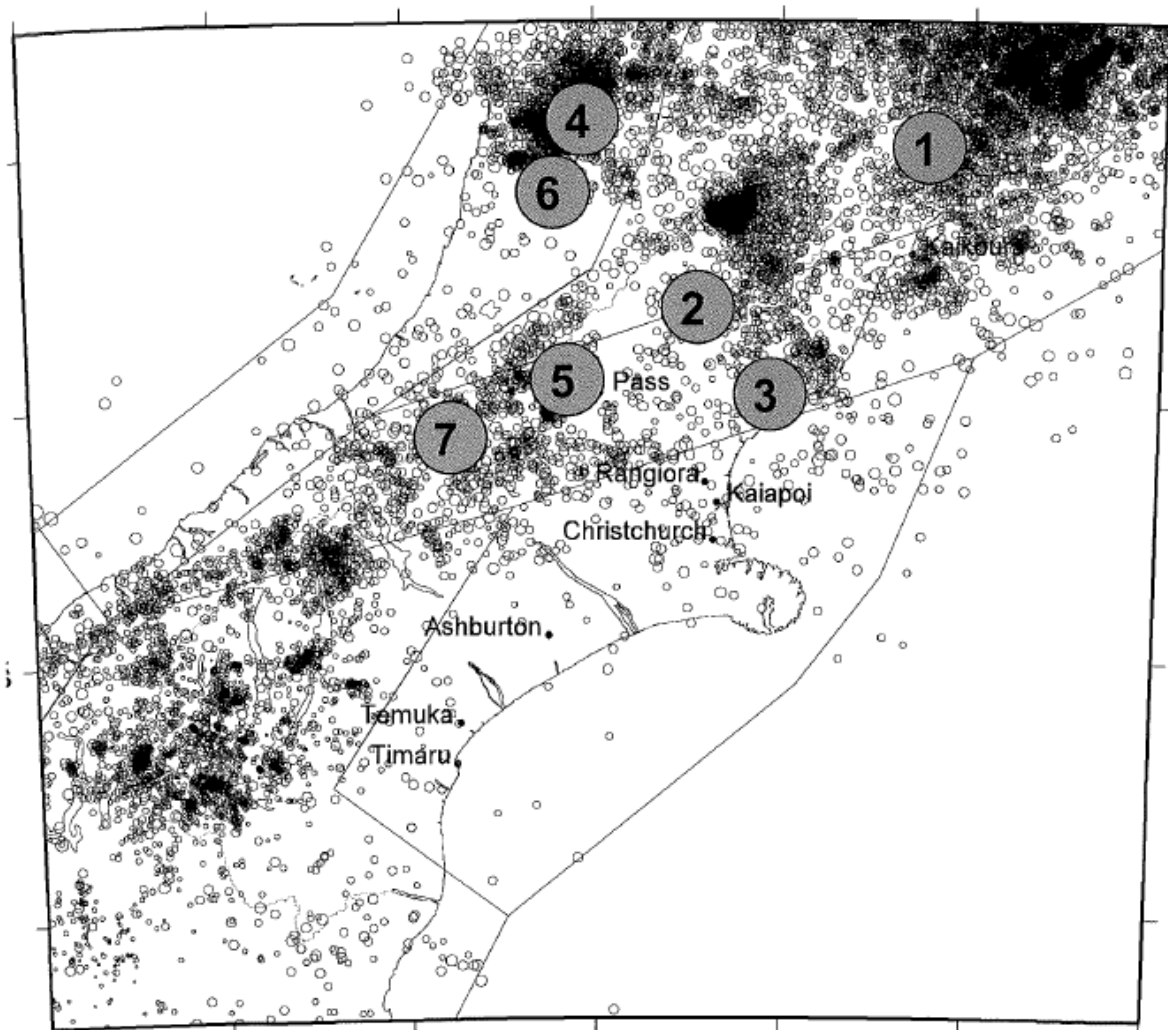 4
1
6
Kaikoura
2
5
Pass
3
7
Rangiora
Kaiapoi
Christchurch
Ashburton
Temuka
Timaru